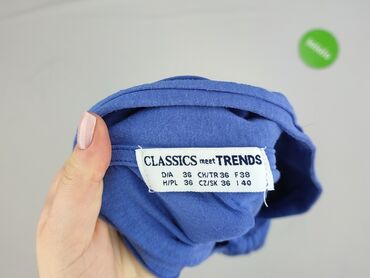 CLASSICS meet TRENDS
D/A 36 CH/TR 36 F 38
H/PL 36 CZ/SK 36 I 40